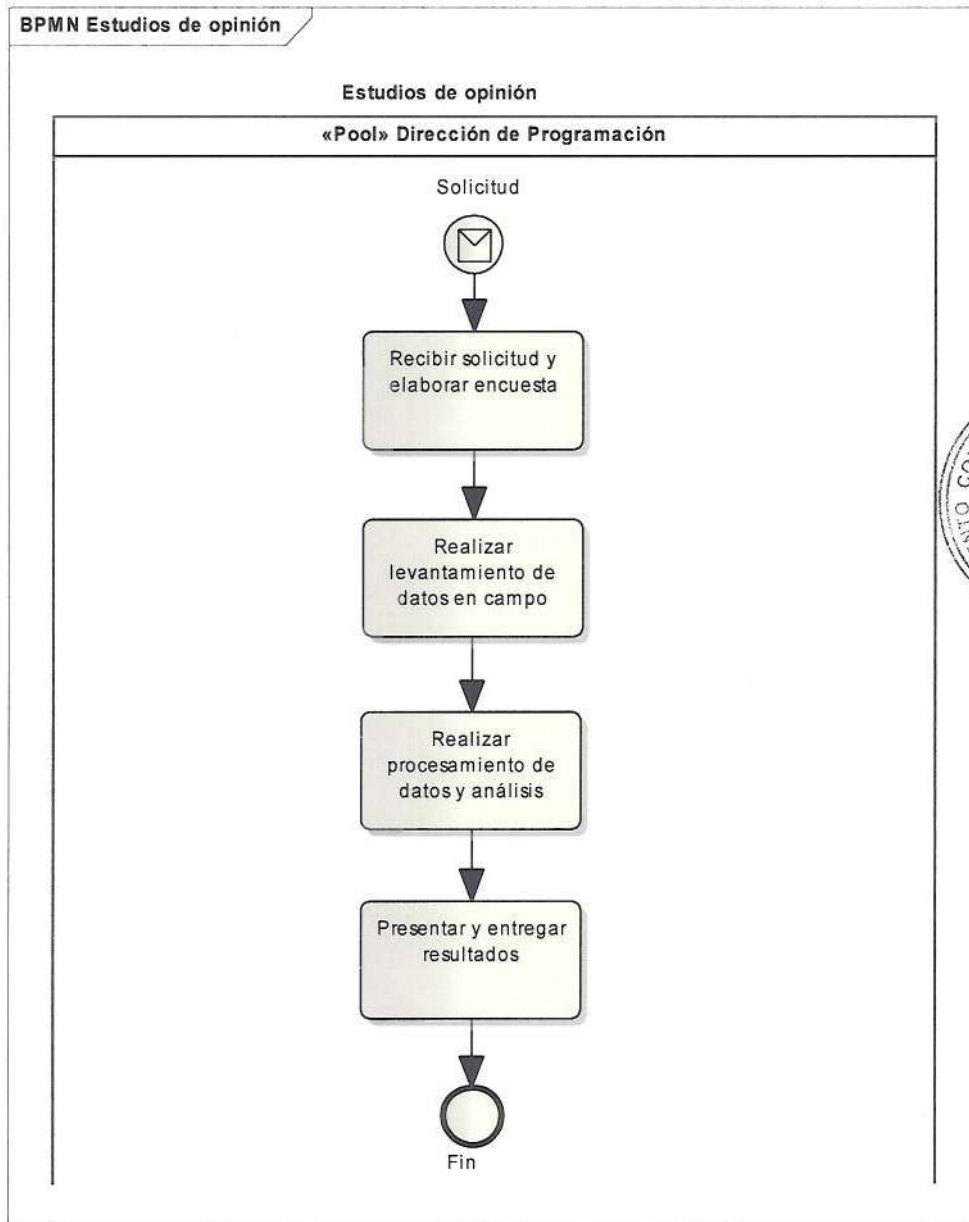 BPMN Estudios de opinión
Estudios de opinión
«Pool» Dirección de Programación
Solicitud
Recibir solicitud y
elaborar encuesta
Realizar
levantamiento de
datos en campo
Realizar
procesamiento de
datos y análisis
Presentar y entregar
resultados
Fin